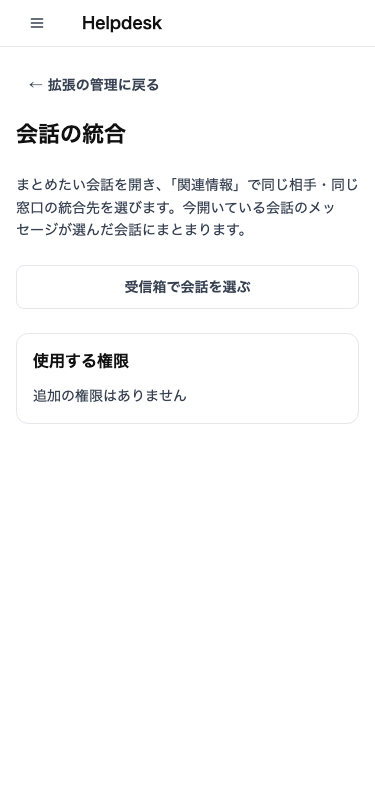 Helpdesk
← 拡張の管理に戻る
会話の統合
まとめたい会話を開き、「関連情報」で同じ相手・同じ
窓口の統合先を選びます。今開いている会話のメッ
セージが選んだ会話にまとまります。
受信箱で会話を選ぶ
使用する権限
追加の権限はありません